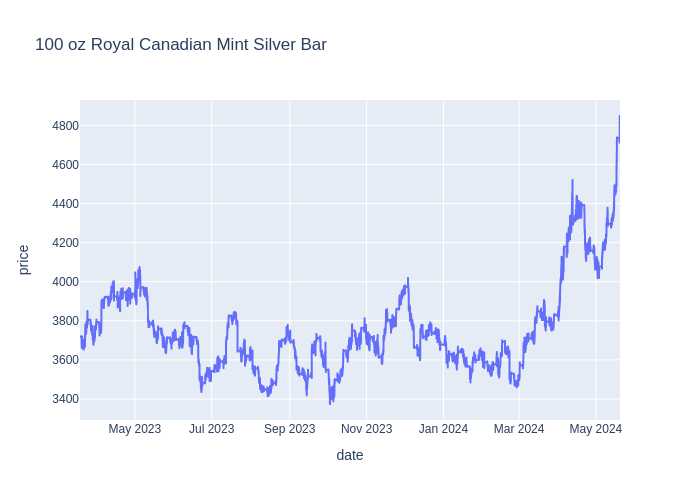 100 oz Royal Canadian Mint Silver Bar
4800
4600
4400
4200
4000
3800
3600
3400
price
May 2023 Jul 2023 Sep 2023 Nov 2023 Jan 2024 Mar 2024 May 2024
date